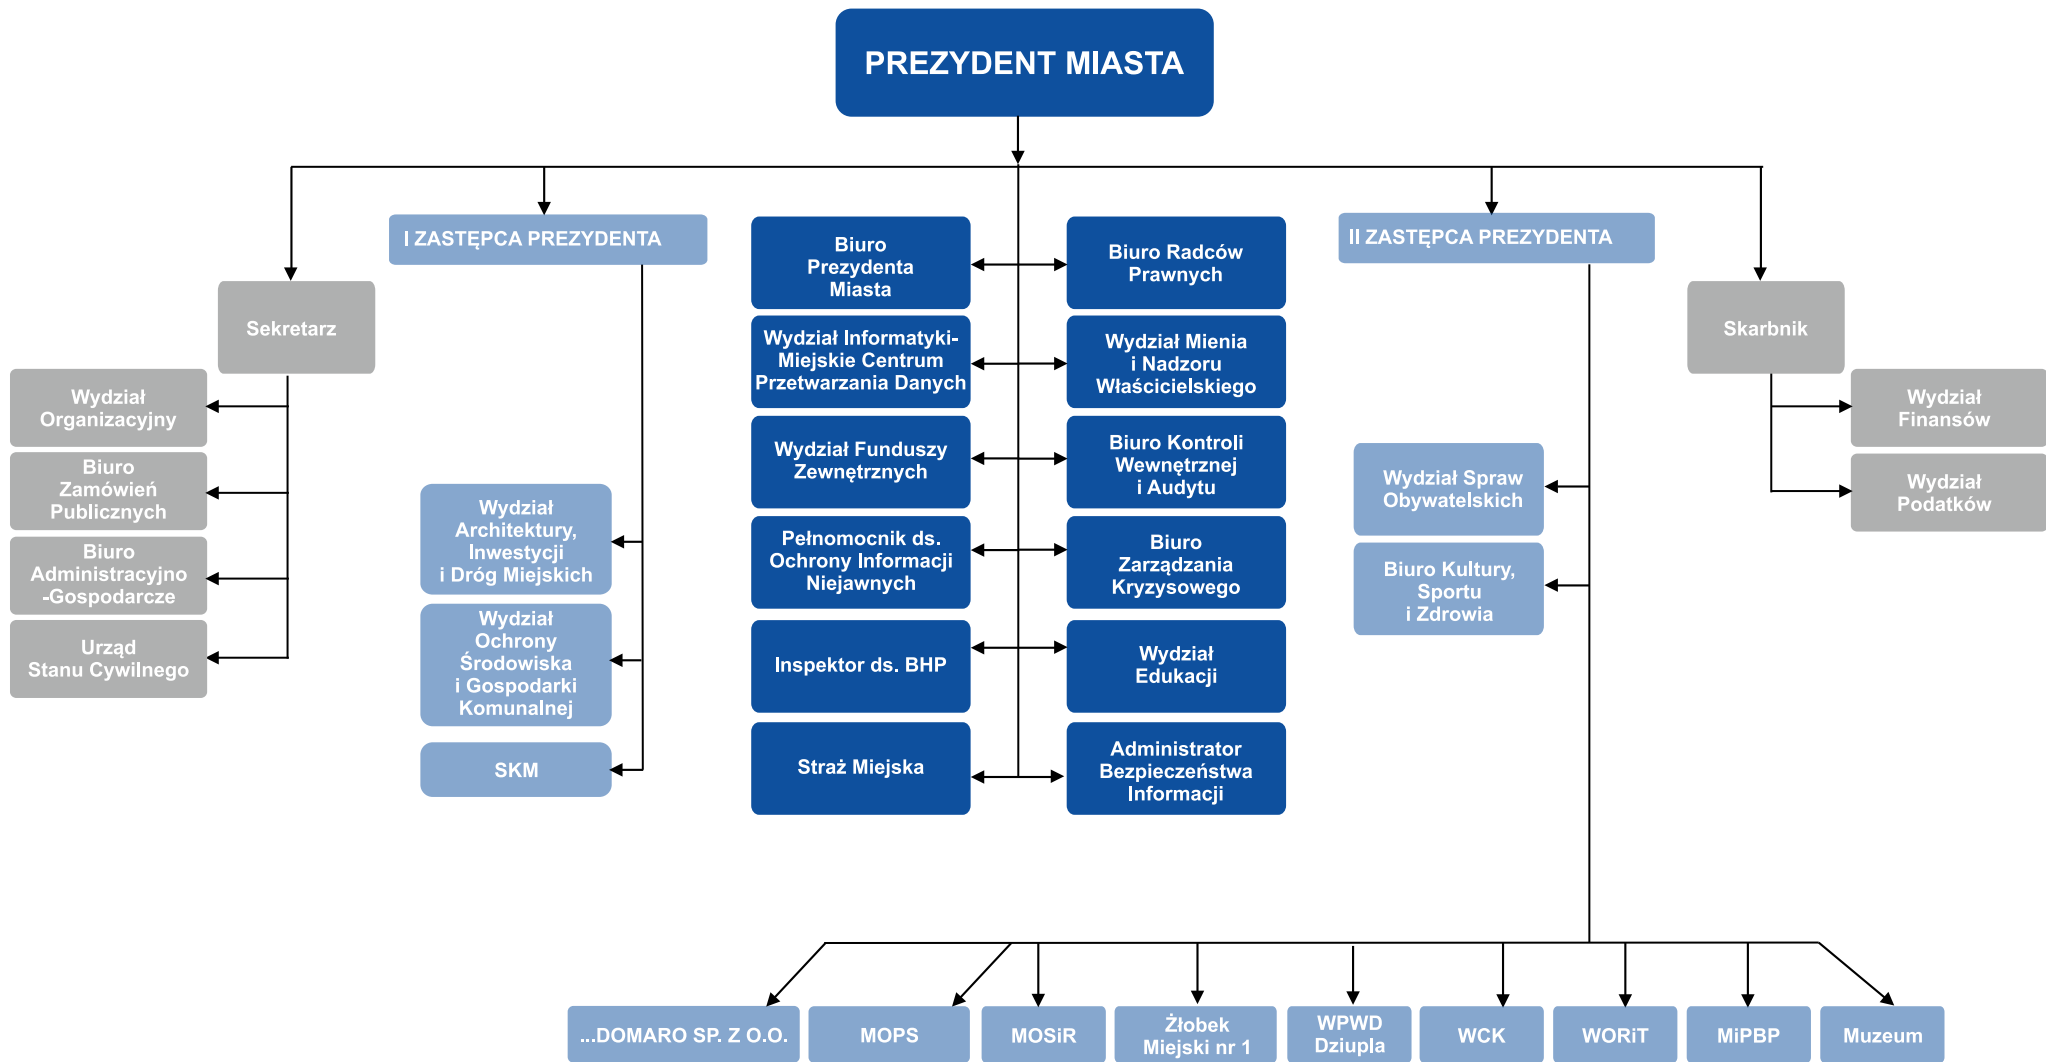 PREZYDENT MIASTA
I ZASTĘPCA PREZYDENTA
II ZASTĘPCA PREZYDENTA
Sekretarz
Skarbnik
Wydział
Organizacyjny
Biuro
Zamówień
Publicznych
Biuro
Administracyjno
-Gospodarcze
Urząd
Stanu Cywilnego
Wydział
Architektury,
Inwestycji
i Dróg Miejskich
Wydział
Ochrony
Środowiska
i Gospodarki
Komunalnej
SKM
Biuro
Prezydenta
Miasta
Biuro Radców
Prawnych
Wydział Informatyki-
Miejskie Centrum
Przetwarzania Danych
Wydział Mienia
i Nadzoru
Właścicielskiego
Wydział Funduszy
Zewnętrznych
Biuro Kontroli
Wewnętrznej
i Audytu
Pełnomocnik ds.
Ochrony Informacji
Niejawnych
Biuro
Zarządzania
Kryzysowego
Inspektor ds. BHP
Wydział
Edukacji
Straż Miejska
Administrator
Bezpieczeństwa
Informacji
Wydział Spraw
Obywatelskich
Biuro Kultury,
Sportu
i Zdrowia
Wydział
Finansów
Wydział
Podatków
...DOMARO SP. Z O.O.
MOPS
MOSiR
Żłobek
Miejski nr 1
WPWD
Dziupla
WCK
WORiT
MiPBP
Muzeum